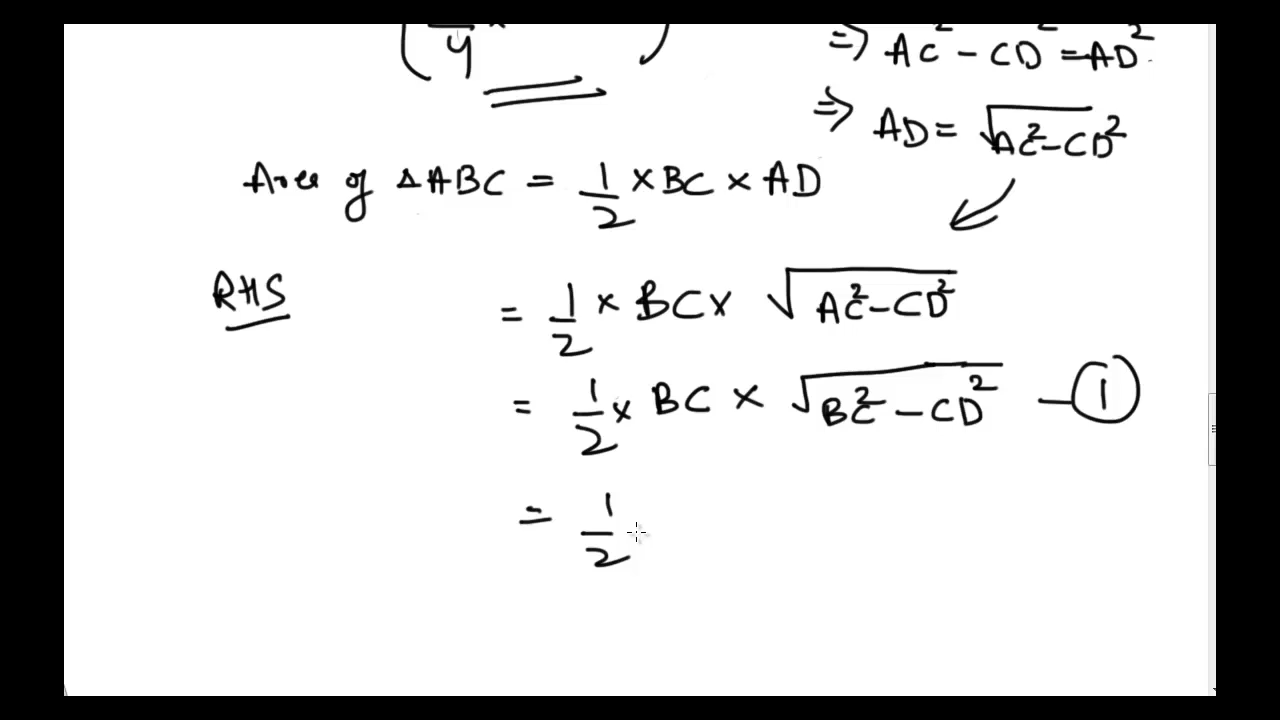 4
⇒ AC² - CD² = AD²
⇒ AD = √AC² - CD²
Area of ΔABC = 1/2 × BC × AD
RHS = 1/2 × BC × √AC² - CD²
= 1/2 × BC × √BC² - CD² - ①
= 1/2